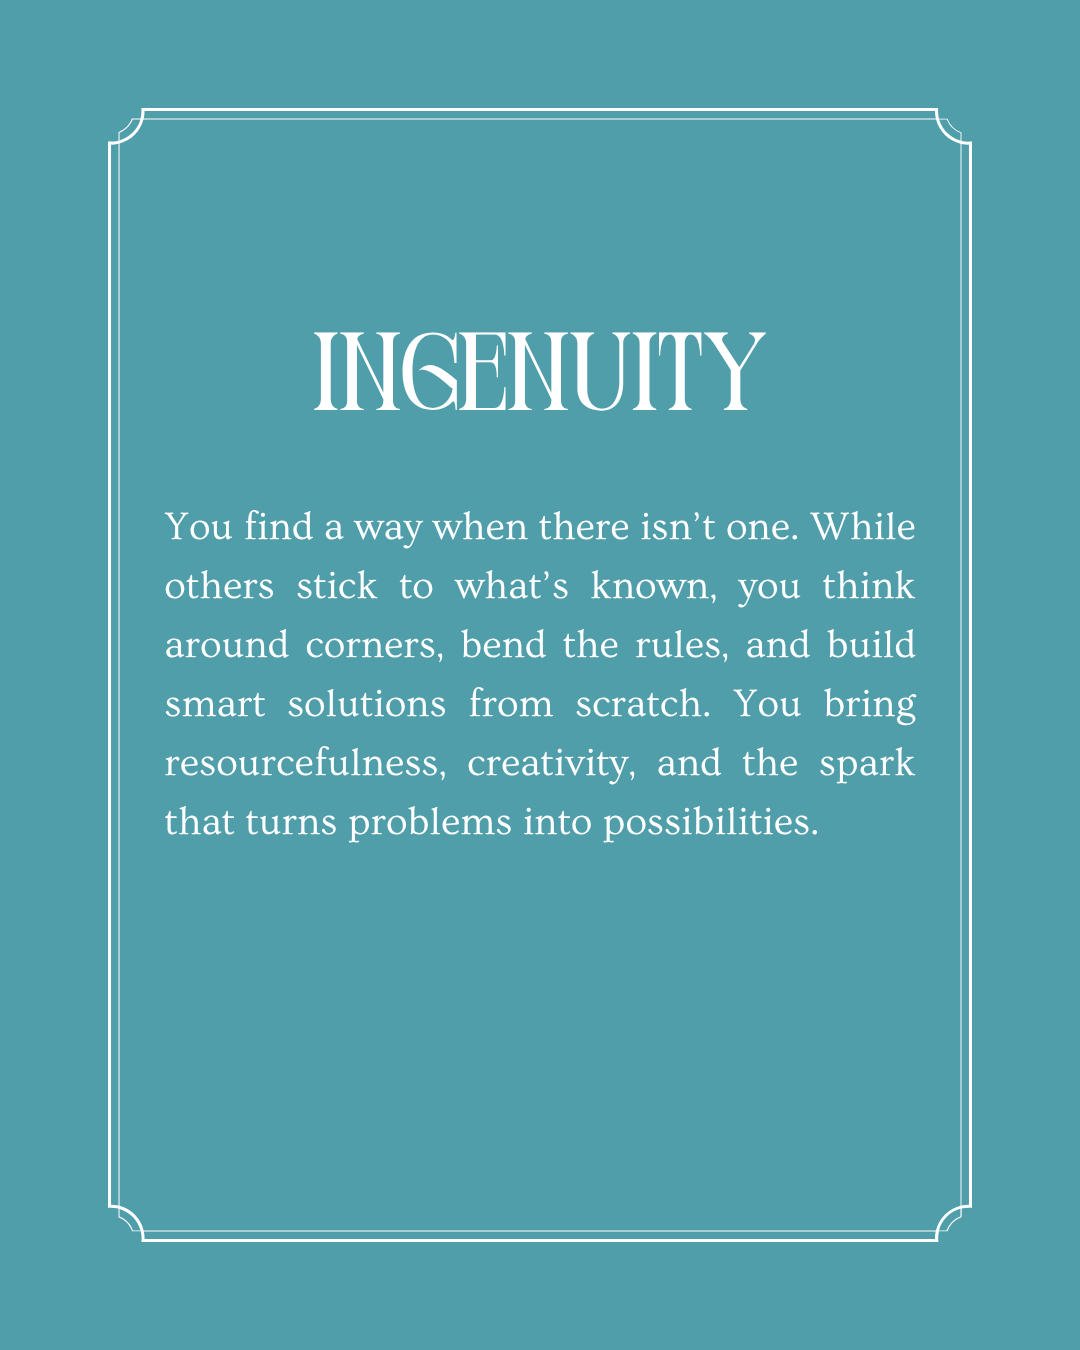 INGENUITY
You find a way when there isn’t one. While
others stick to what’s known, you think
around corners, bend the rules, and build
smart solutions from scratch. You bring
resourcefulness, creativity, and the spark
that turns problems into possibilities.